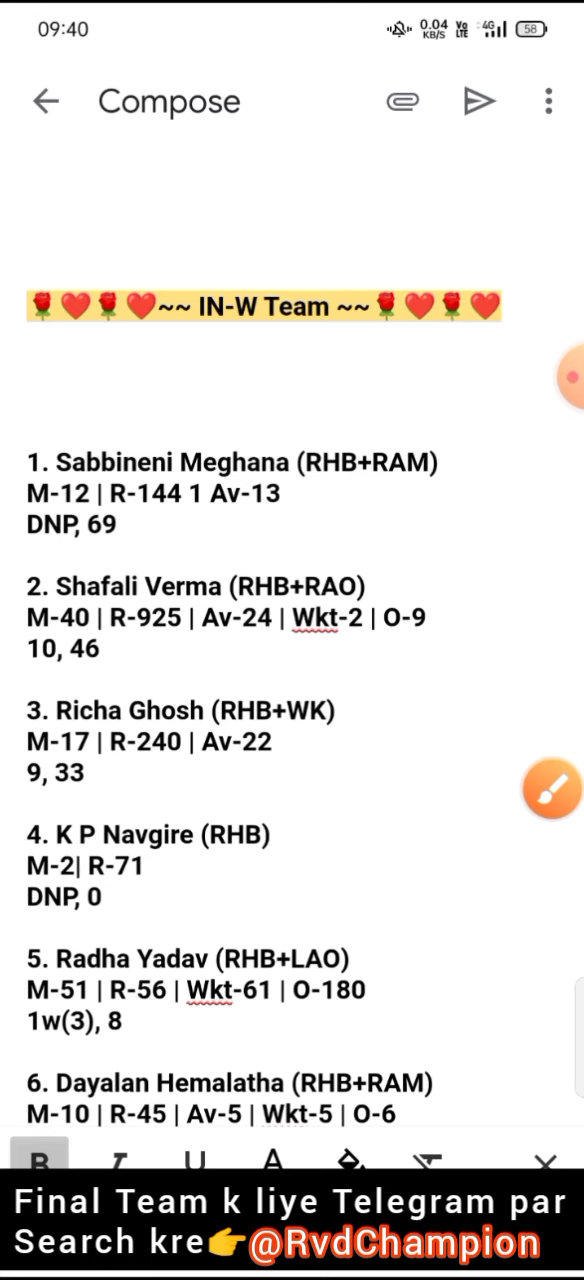 09:40
0.04 KB/S Vo LTE 4G 58
Compose
🌹❤️🌹❤️~~ IN-W Team ~~🌹❤️🌹❤️
1. Sabbineni Meghana (RHB+RAM)
M-12 | R-144 1 Av-13
DNP, 69
2. Shafali Verma (RHB+RAO)
M-40 | R-925 | Av-24 | Wkt-2 | O-9
10, 46
3. Richa Ghosh (RHB+WK)
M-17 | R-240 | Av-22
9, 33
4. K P Navgire (RHB)
M-2| R-71
DNP, 0
5. Radha Yadav (RHB+LAO)
M-51 | R-56 | Wkt-61 | O-180
1w(3), 8
6. Dayalan Hemalatha (RHB+RAM)
M-10 | R-45 | Av-5 | Wkt-5 | O-6
B I U A
Final Team k liye Telegram par
Search kre👉@RvdChampion